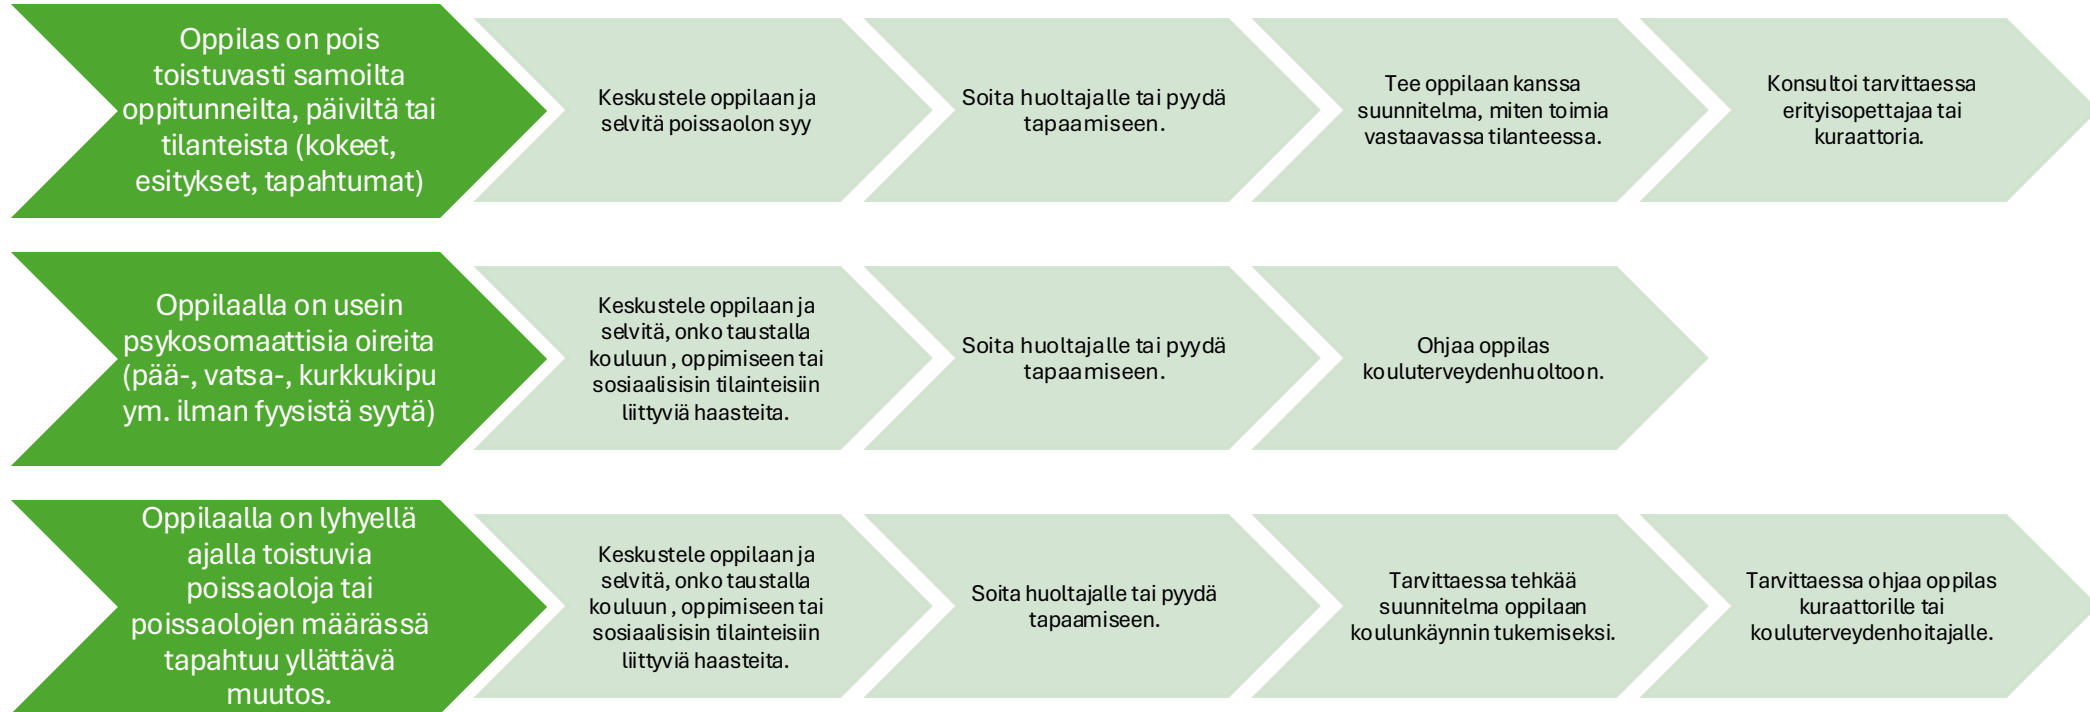 Oppilas on pois
toistuvasti samoilta
oppitunneilta, päiviltä tai
tilanteista (kokeet,
esitykset, tapahtumat)
Keskustele oppilaan ja
selvitä poissaolon syy
Soita huoltajalle tai pyydä
tapaamiseen.
Tee oppilaan kanssa
suunnitelma, miten toimia
vastaavassa tilanteessa.
Konsultoi tarvittaessa
erityisopettajaa tai
kuraattoria.
Oppilaalla on usein
psykosomaattisia oireita
(pää-, vatsa-, kurkkukipu
ym. ilman fyysistä syytä)
Keskustele oppilaan ja
selvitä, onko taustalla
kouluun , oppimiseen tai
sosiaalisisin tilainteisiin
liittyviä haasteita.
Soita huoltajalle tai pyydä
tapaamiseen.
Ohjaa oppilas
kouluterveydenhuoltoon.
Oppilaalla on lyhyellä
ajalla toistuvia
poissaoloja tai
poissaolojen määrässä
tapahtuu yllättävä
muutos.
Keskustele oppilaan ja
selvitä, onko taustalla
kouluun , oppimiseen tai
sosiaalisisin tilainteisiin
liittyviä haasteita.
Soita huoltajalle tai pyydä
tapaamiseen.
Tarvittaessa tehkää
suunnitelma oppilaan
koulunkäynnin tukemiseksi.
Tarvittaessa ohjaa oppilas
kuraattorille tai
kouluterveydenhoitajalle.